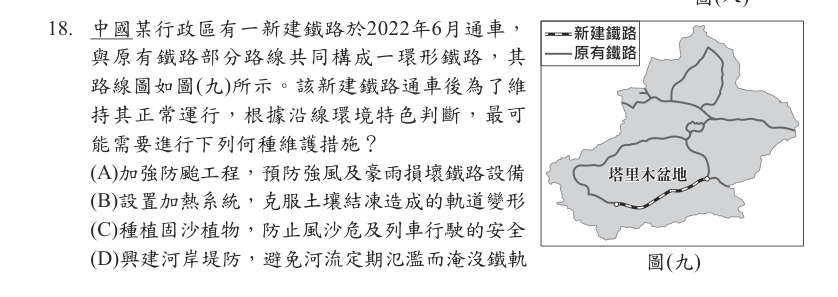 圖(八)
18. 中國某行政區有一新建鐵路於2022年6月通車，
與原有鐵路部分路線共同構成一環形鐵路，其
路線圖如圖(九)所示。該新建鐵路通車後為了維
持其正常運行，根據沿線環境特色判斷，最可
能需要進行下列何種維護措施？
(A)加強防颱工程，預防強風及豪雨損壞鐵路設備
(B)設置加熱系統，克服土壤結凍造成的軌道變形
(C)種植固沙植物，防止風沙危及列車行駛的安全
(D)興建河岸堤防，避免河流定期氾濫而淹沒鐵軌
新建鐵路
原有鐵路
塔里木盆地
圖(九)